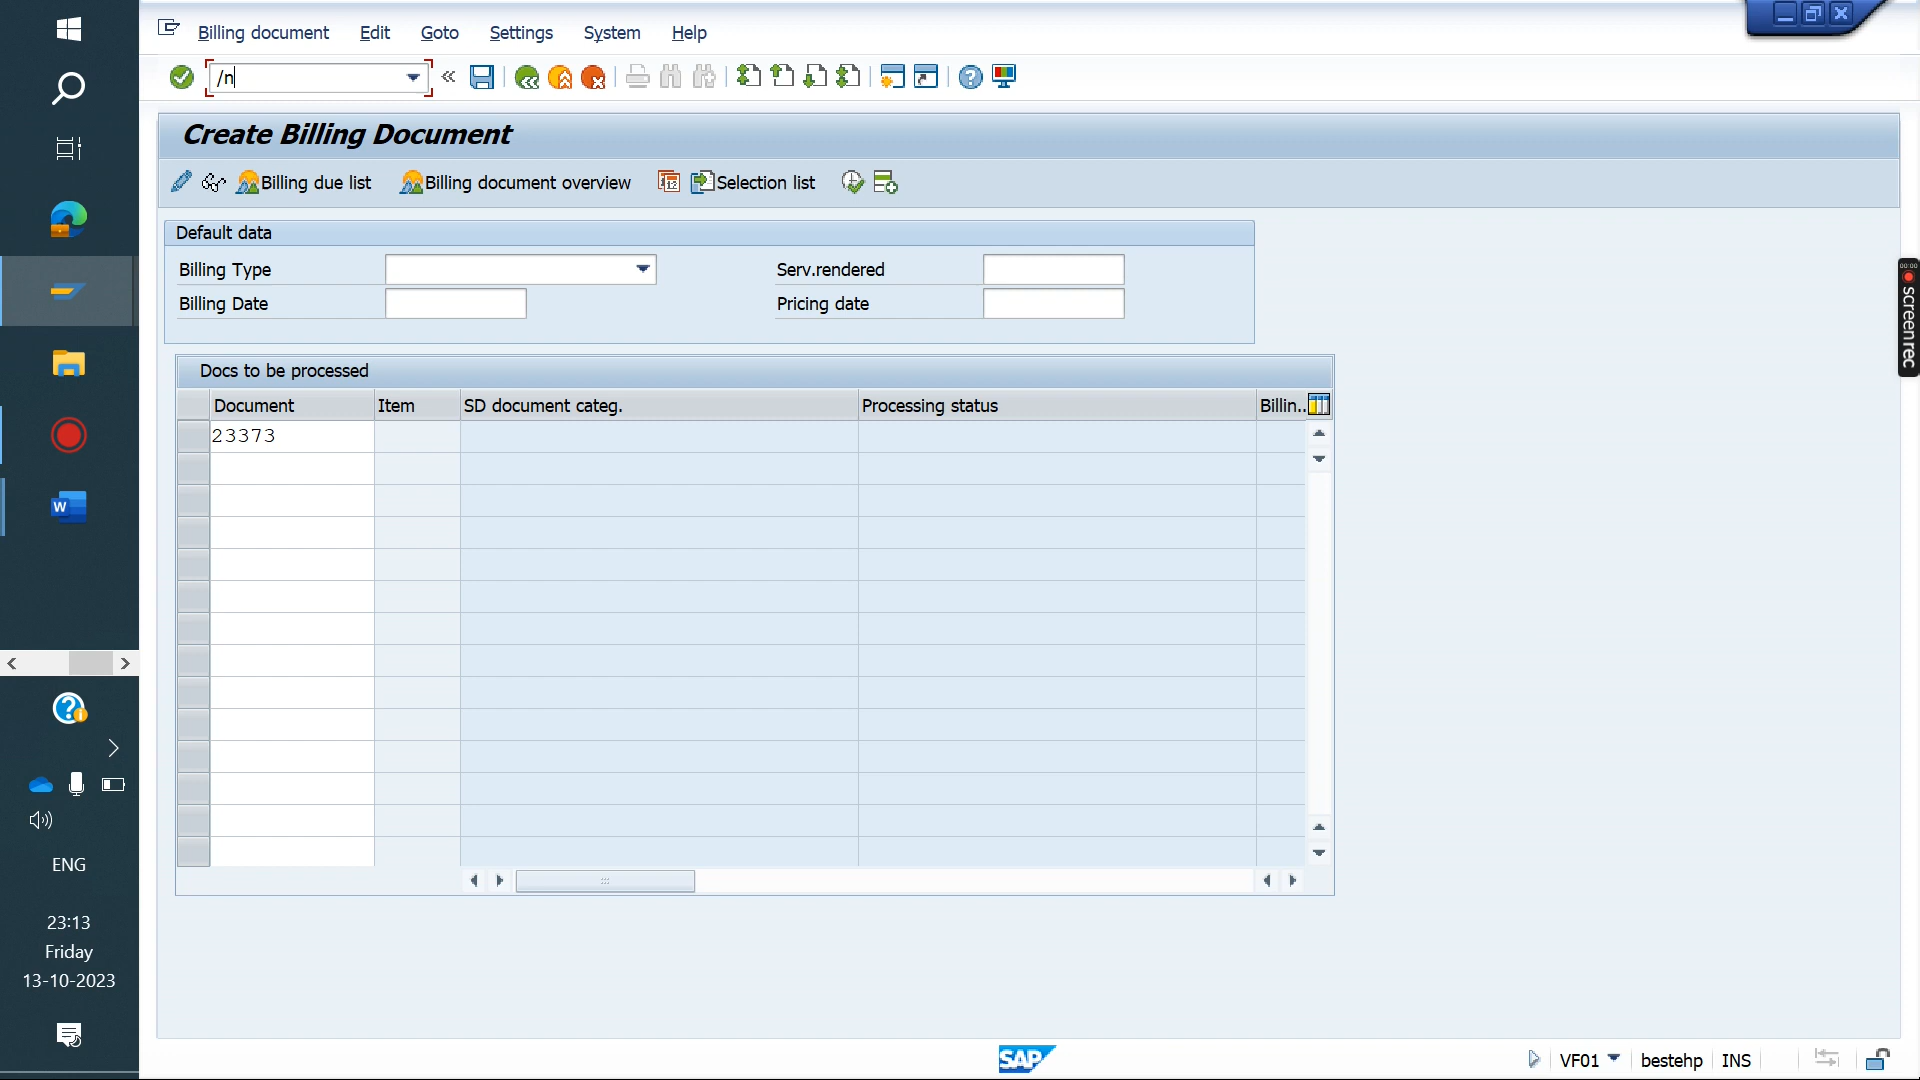 Billing document Edit Goto Settings System Help
/n
Create Billing Document
Billing due list Billing document overview Selection list
Default data
Billing Type Serv.rendered
Billing Date Pricing date
Docs to be processed
Document Item SD document categ. Processing status Billin..
23373
screenrec
00:00
W
ENG
23:13
Friday
13-10-2023
SAP
VF01 bestehp INS